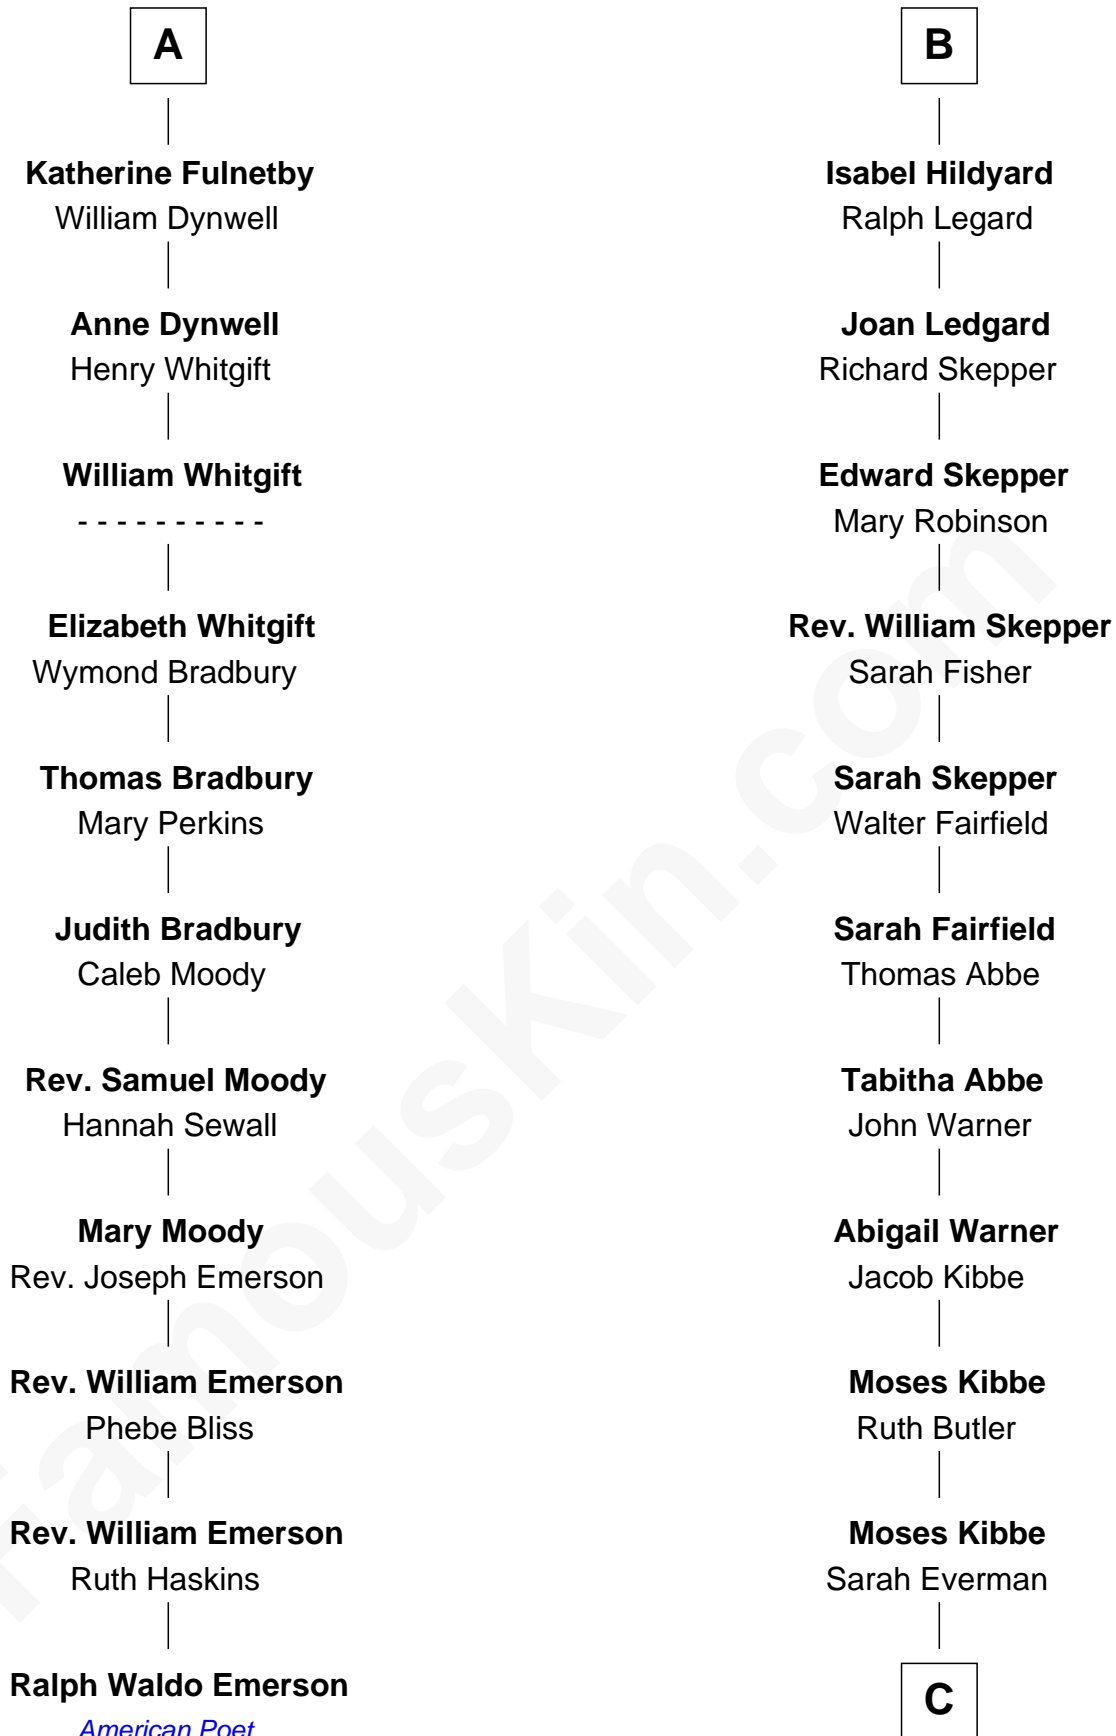 A
Katherine Fulnetby
William Dynwell
Anne Dynwell
Henry Whitgift
William Whitgift
- - - - - - - - - -
Elizabeth Whitgift
Wymond Bradbury
Thomas Bradbury
Mary Perkins
Judith Bradbury
Caleb Moody
Rev. Samuel Moody
Hannah Sewall
Mary Moody
Rev. Joseph Emerson
Rev. William Emerson
Phebe Bliss
Rev. William Emerson
Ruth Haskins
Ralph Waldo Emerson
American Poet
B
Isabel Hildyard
Ralph Legard
Joan Ledgard
Richard Skepper
Edward Skepper
Mary Robinson
Rev. William Skepper
Sarah Fisher
Sarah Skepper
Walter Fairfield
Sarah Fairfield
Thomas Abbe
Tabitha Abbe
John Warner
Abigail Warner
Jacob Kibbe
Moses Kibbe
Ruth Butler
Moses Kibbe
Sarah Everman
C
FamousKin.com